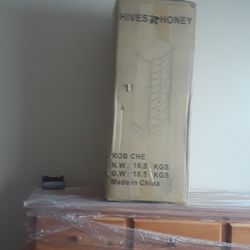 HIVES HONEY
ROB CHE
N.W: 16.5 KGS
G.W: 18.5 KGS
Made in China